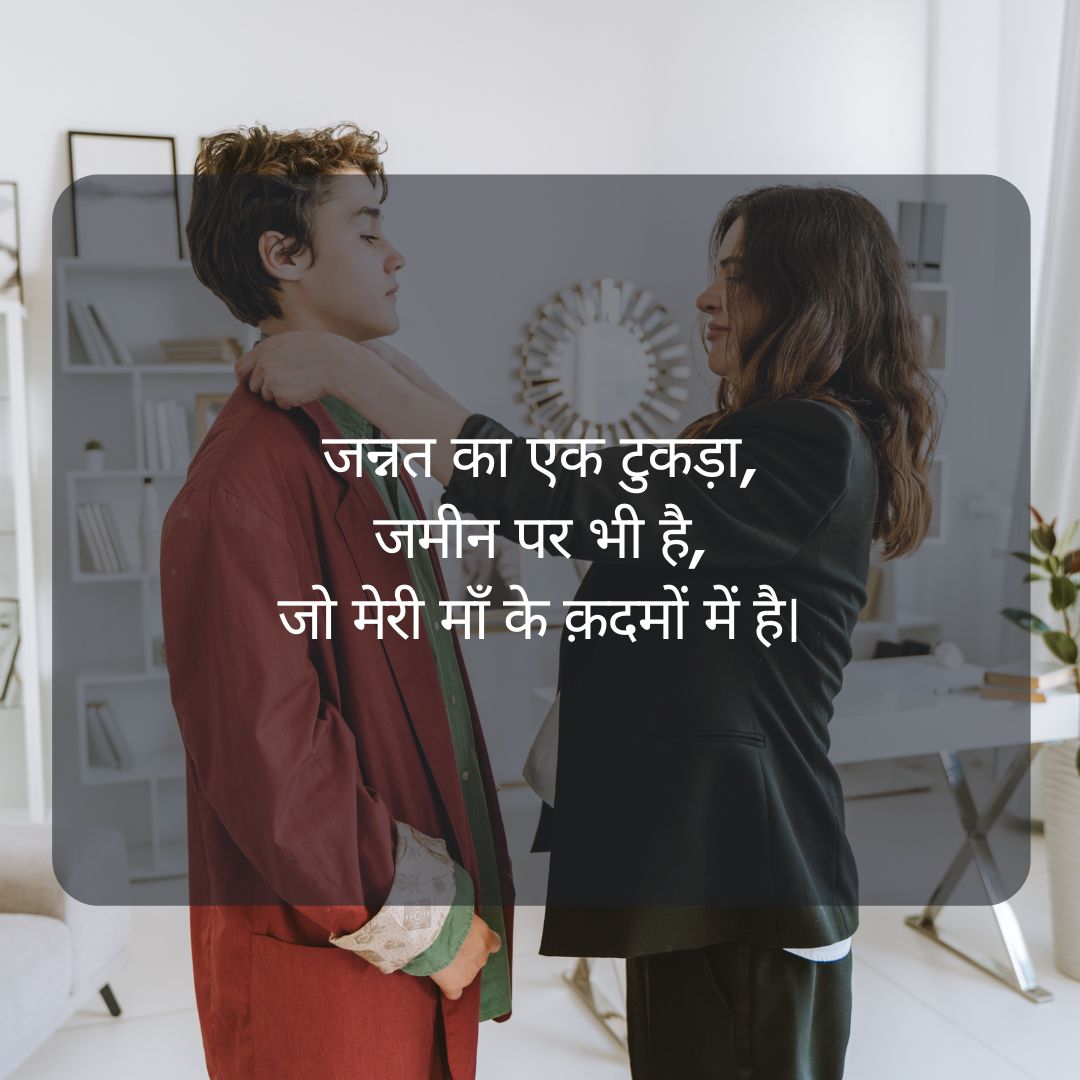 जन्नत का एक टुकड़ा,
जमीन पर भी है,
जो मेरी माँ के क़दमों में है।